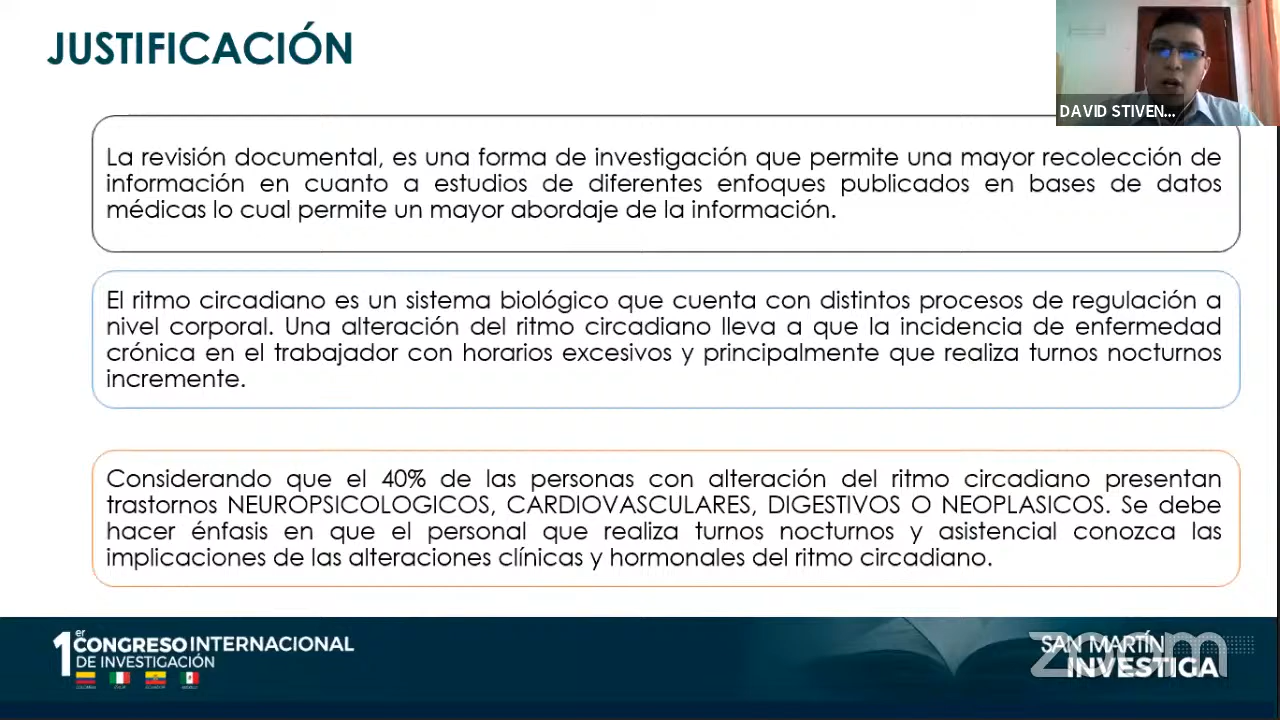 JUSTIFICACIÓN
DAVID STIVEN...
La revisión documental, es una forma de investigación que permite una mayor recolección de
información en cuanto a estudios de diferentes enfoques publicados en bases de datos
médicas lo cual permite un mayor abordaje de la información.
El ritmo circadiano es un sistema biológico que cuenta con distintos procesos de regulación a
nivel corporal. Una alteración del ritmo circadiano lleva a que la incidencia de enfermedad
crónica en el trabajador con horarios excesivos y principalmente que realiza turnos nocturnos
incremente.
Considerando que el 40% de las personas con alteración del ritmo circadiano presentan
trastornos NEUROPSICOLOGICOS, CARDIOVASCULARES, DIGESTIVOS O NEOPLASICOS. Se debe
hacer énfasis en que el personal que realiza turnos nocturnos y asistencial conozca las
implicaciones de las alteraciones clínicas y hormonales del ritmo circadiano.
1er CONGRESO INTERNACIONAL
DE INVESTIGACIÓN
SAN MARTÍN
INVESTIGA
zoom